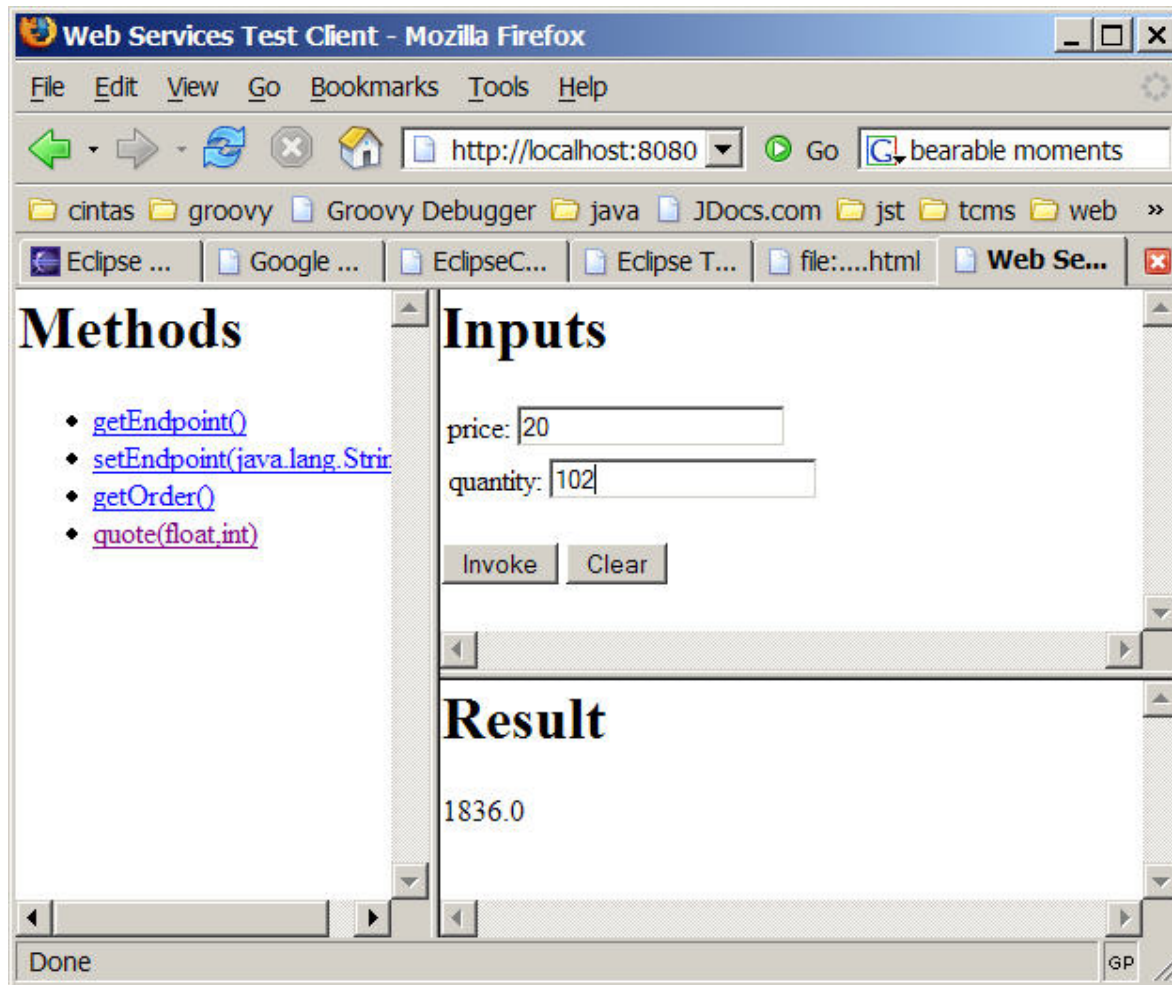 Web Services Test Client - Mozilla Firefox
File Edit View Go Bookmarks Tools Help
http://localhost:8080 Go G bearable moments
cintas groovy Groovy Debugger java JDocs.com jst tcms web »
Eclipse ... Google ... EclipseC... Eclipse T... file:....html Web Se...
Methods
getEndpoint()
setEndpoint(java.lang.Strin
getOrder()
quote(float,int)
Inputs
price: 20
quantity: 102
Invoke Clear
Result
1836.0
Done GP